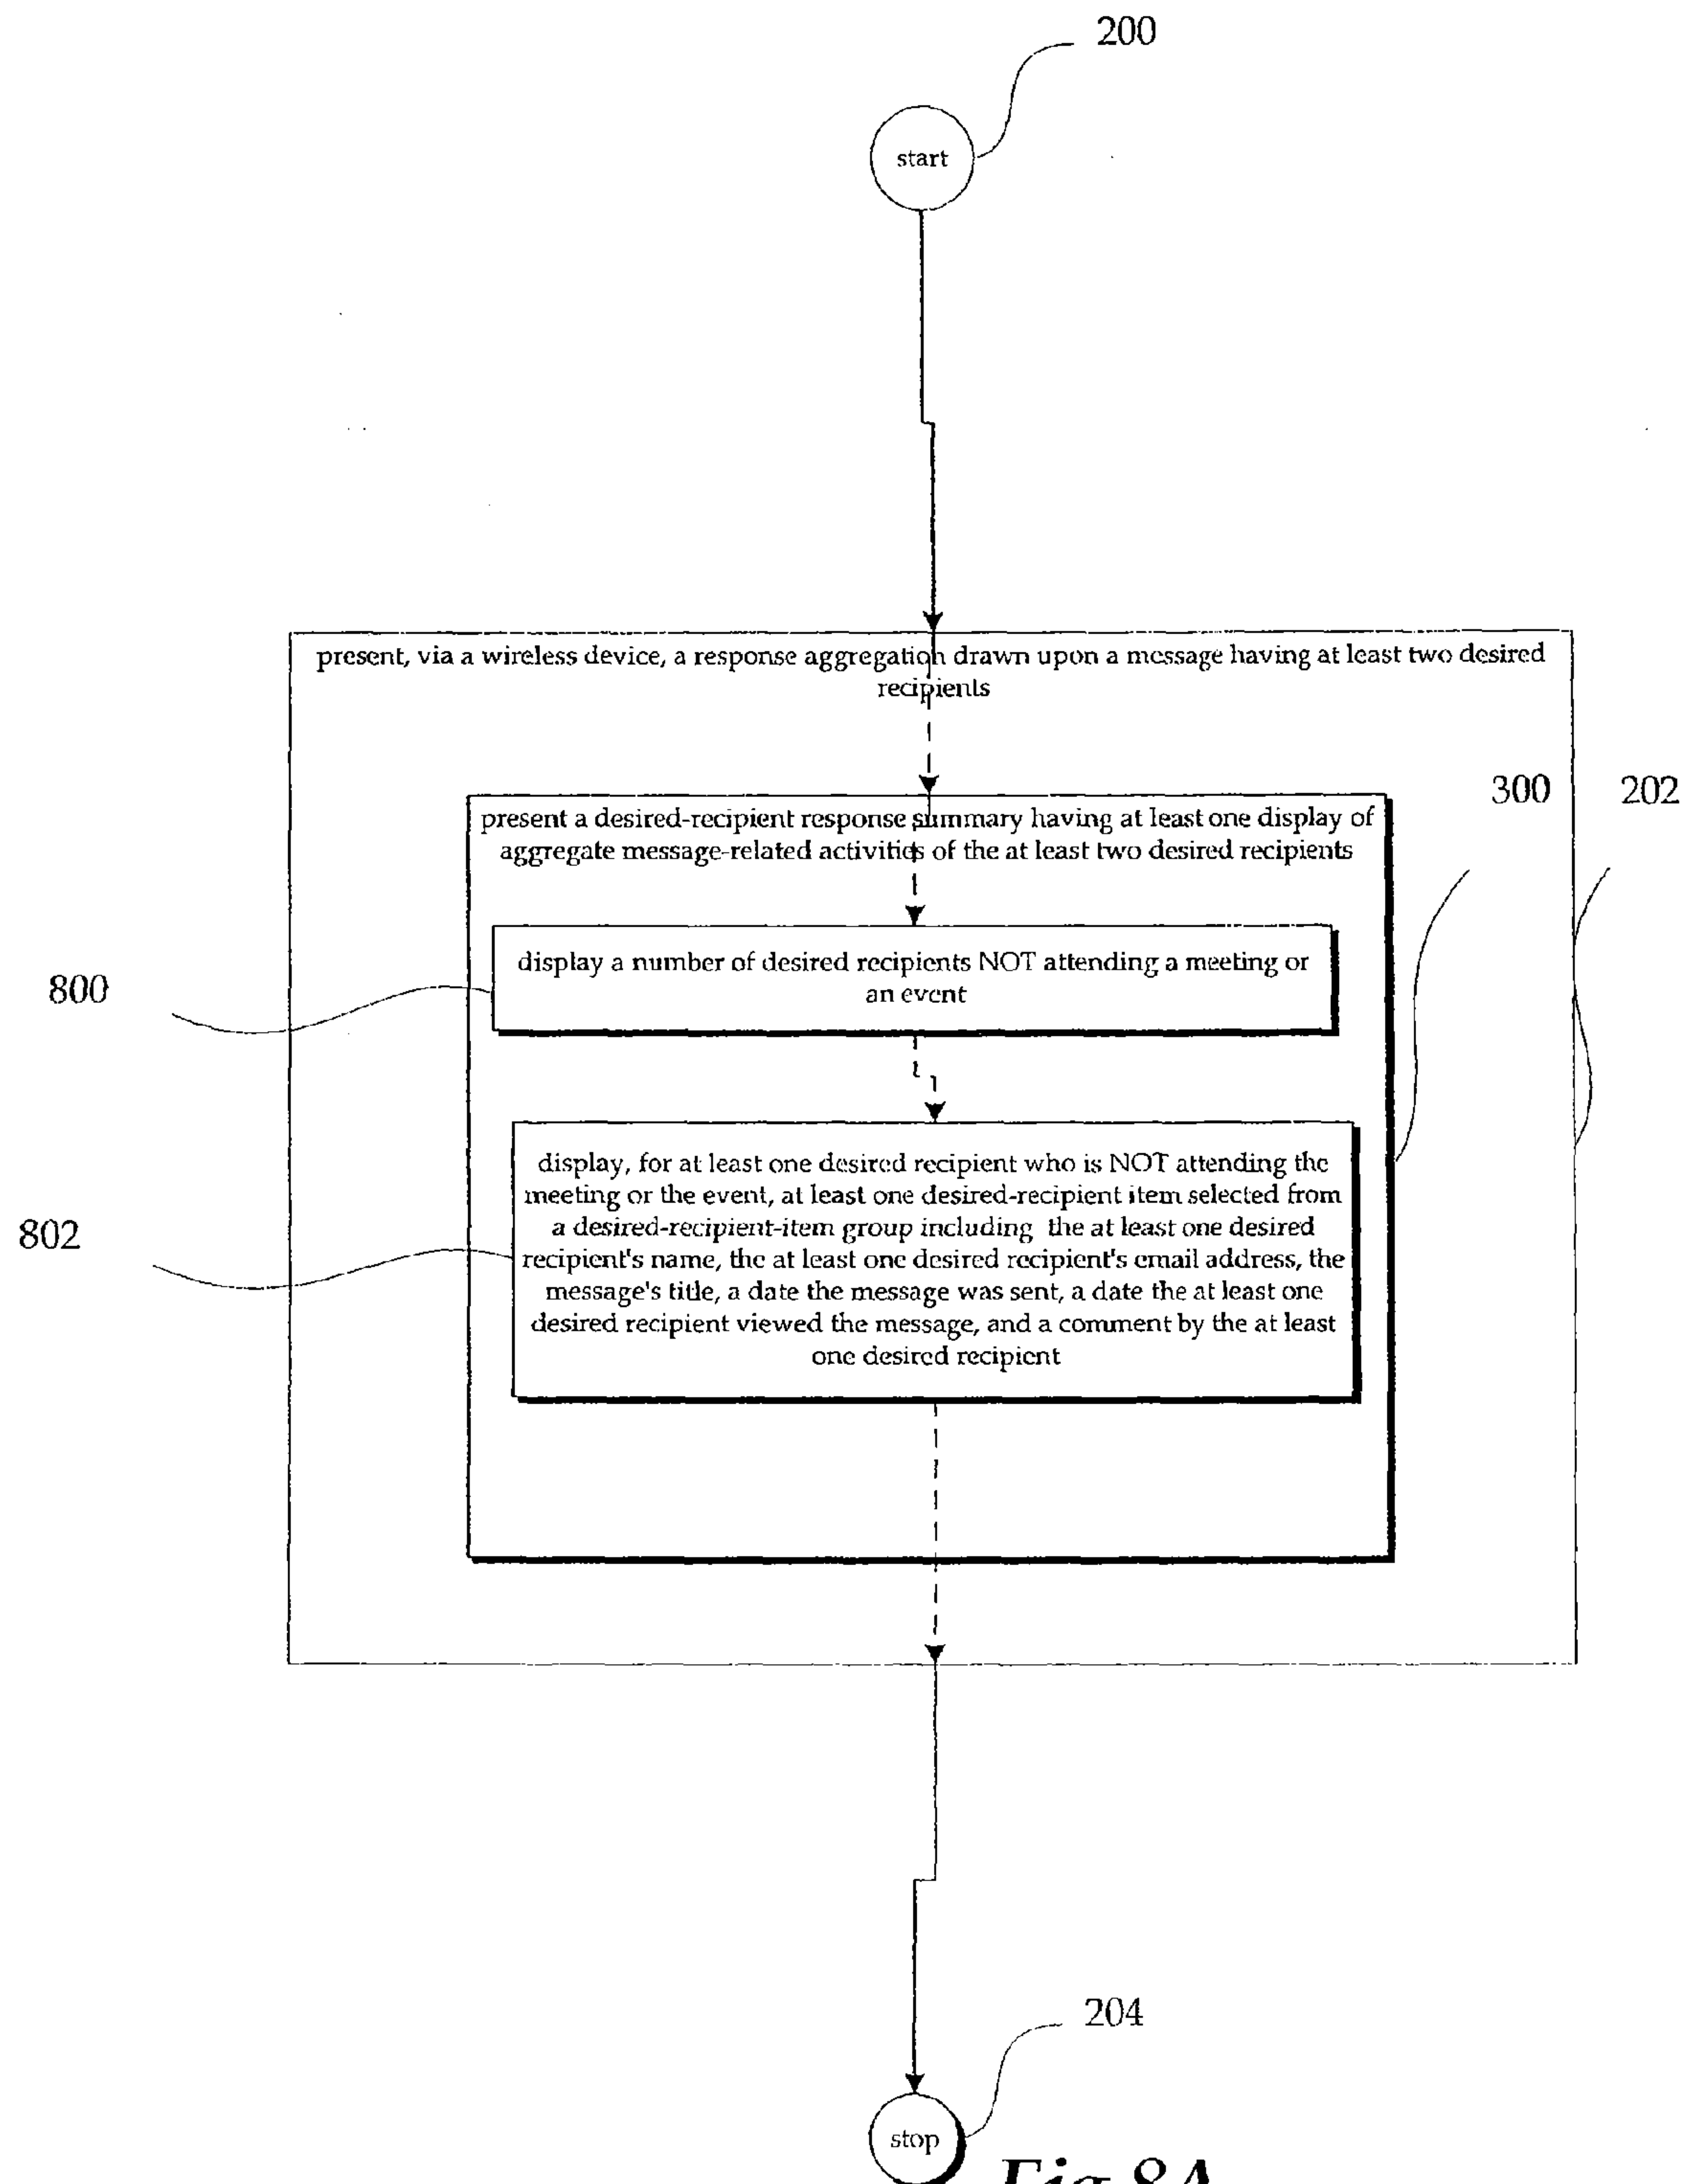 200
start
present, via a wireless device, a response aggregation drawn upon a message having at least two desired
recipients
300
202
present a desired-recipient response summary having at least one display of
aggregate message-related activities of the at least two desired recipients
800
display a number of desired recipients NOT attending a meeting or
an event
802
display, for at least one desired recipient who is NOT attending the
meeting or the event, at least one desired-recipient item selected from
a desired-recipient-item group including the at least one desired
recipient's name, the at least one desired recipient's email address, the
message's title, a date the message was sent, a date the at least one
desired recipient viewed the message, and a comment by the at least
one desired recipient
204
stop
Fig 8A